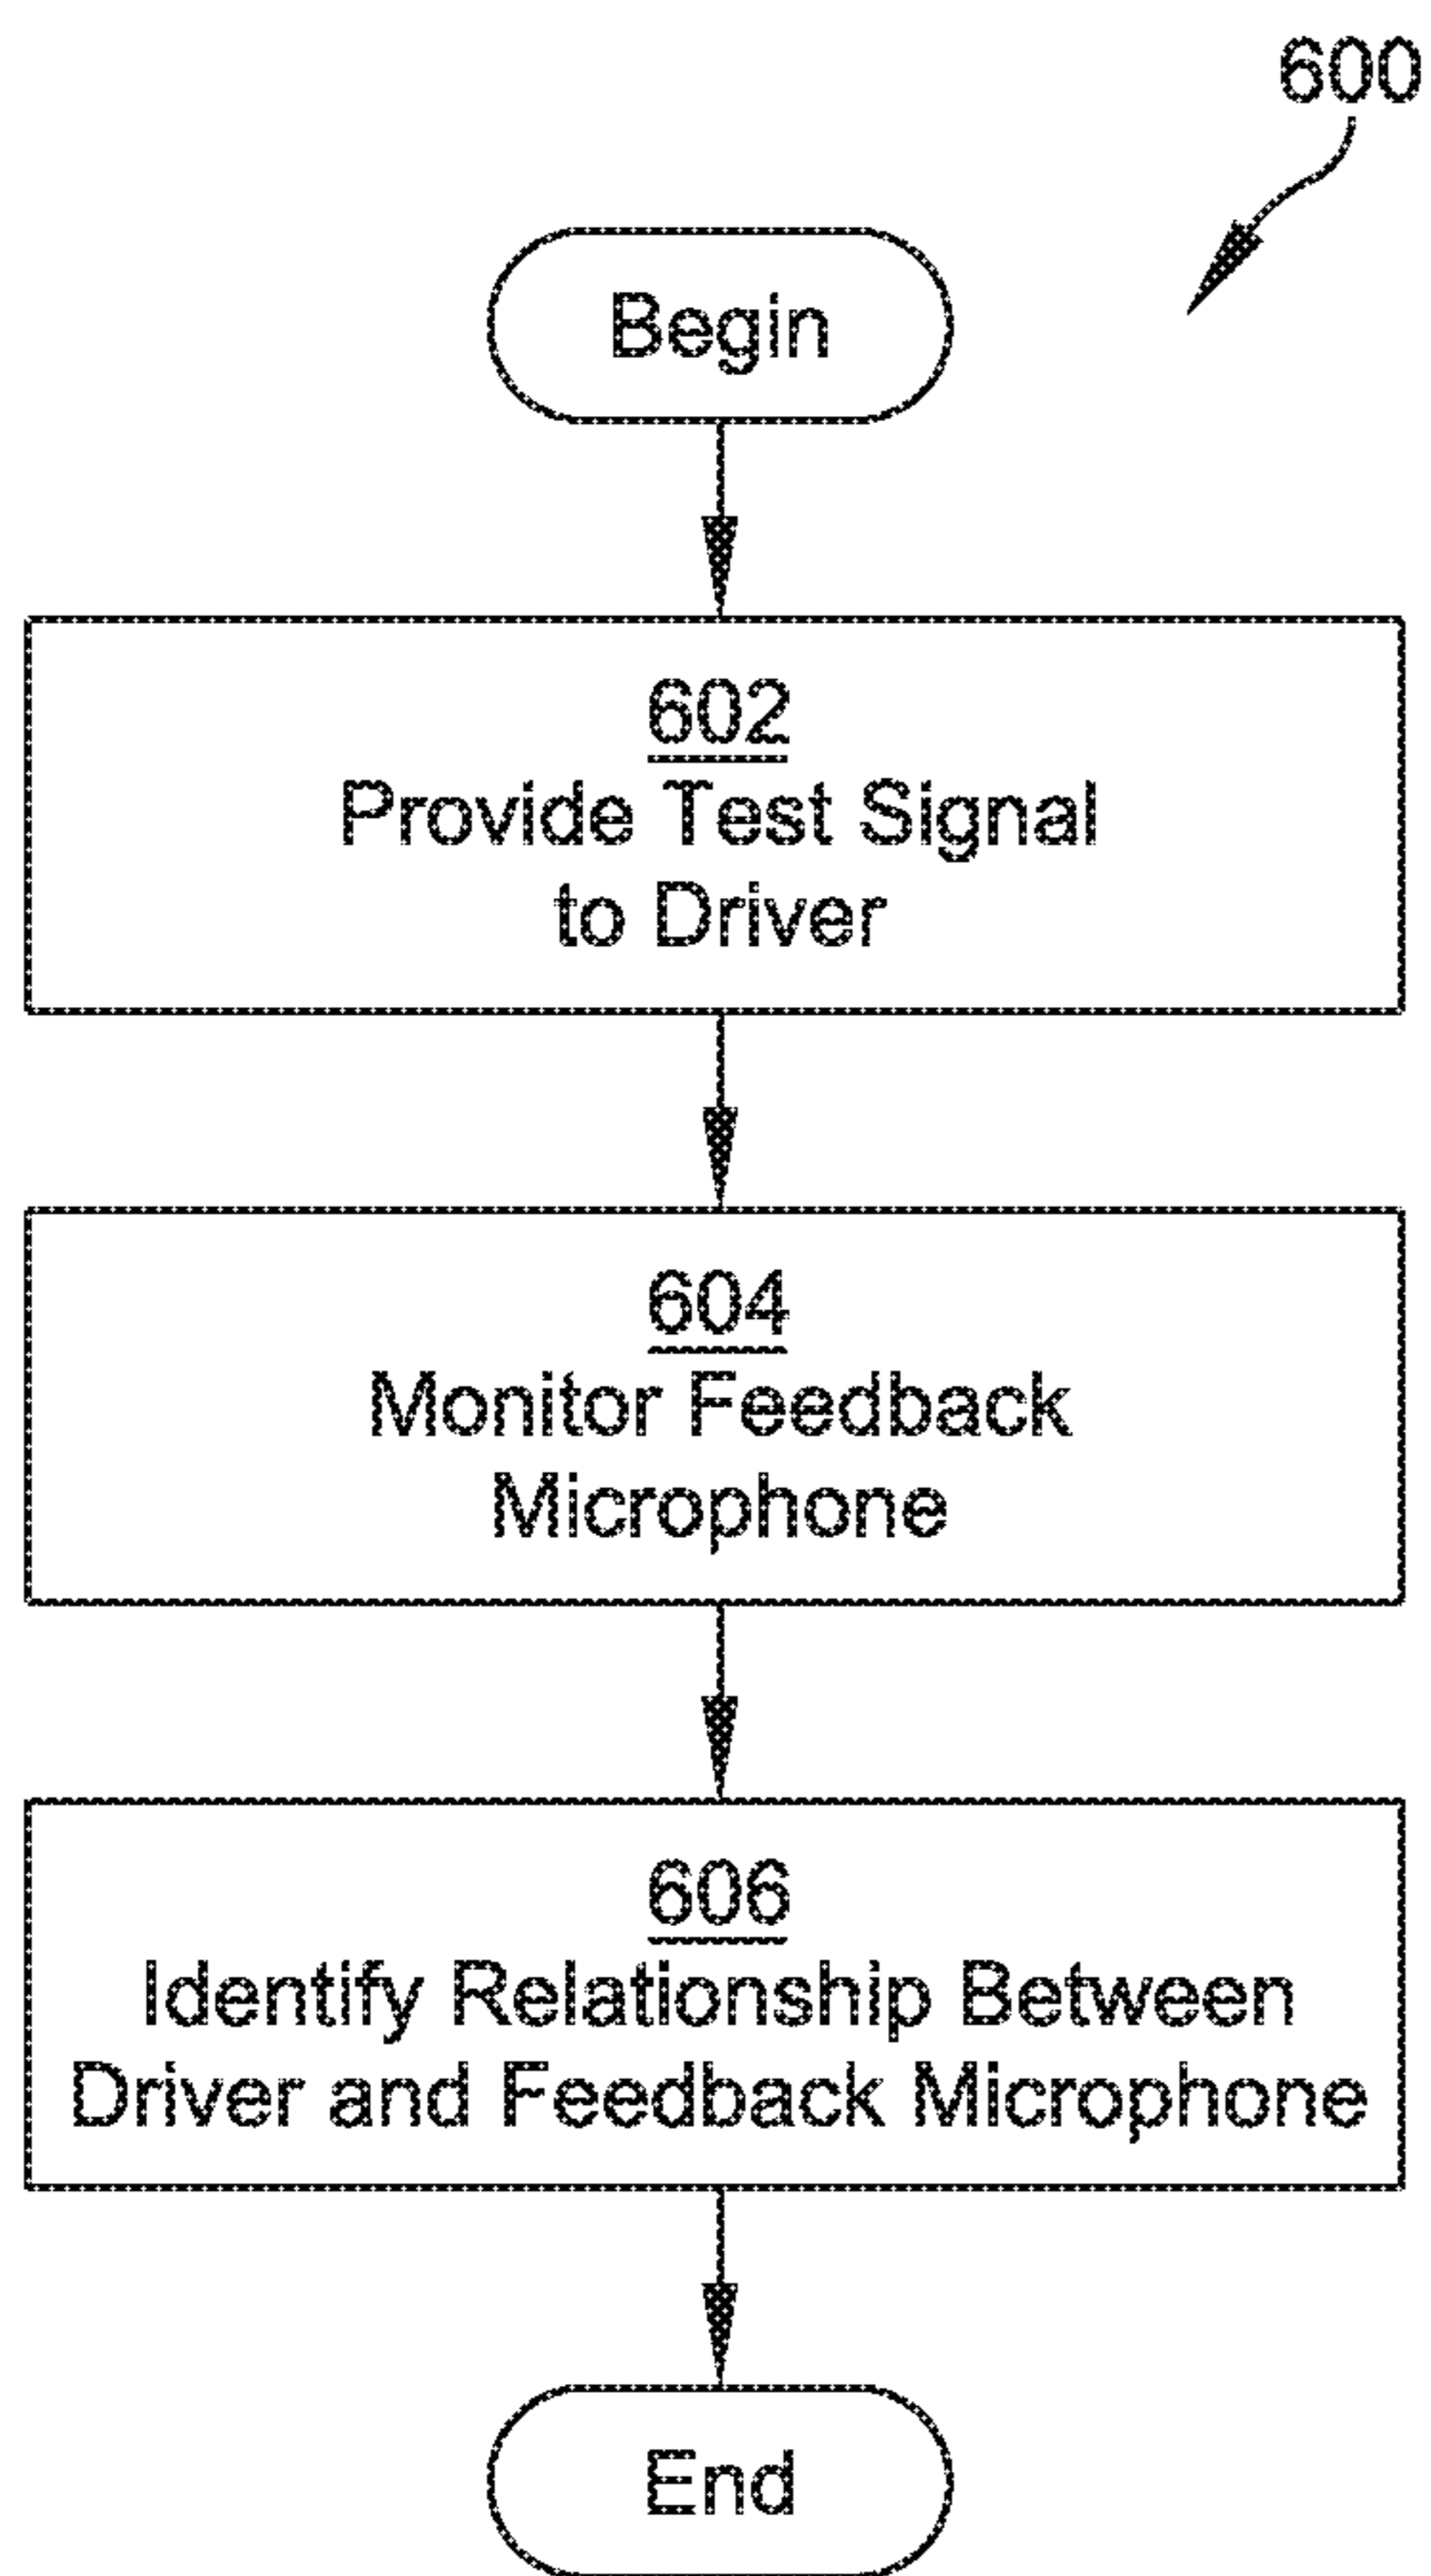 600
Begin
602
Provide Test Signal
to Driver
604
Monitor Feedback
Microphone
606
Identify Relationship Between
Driver and Feedback Microphone
End